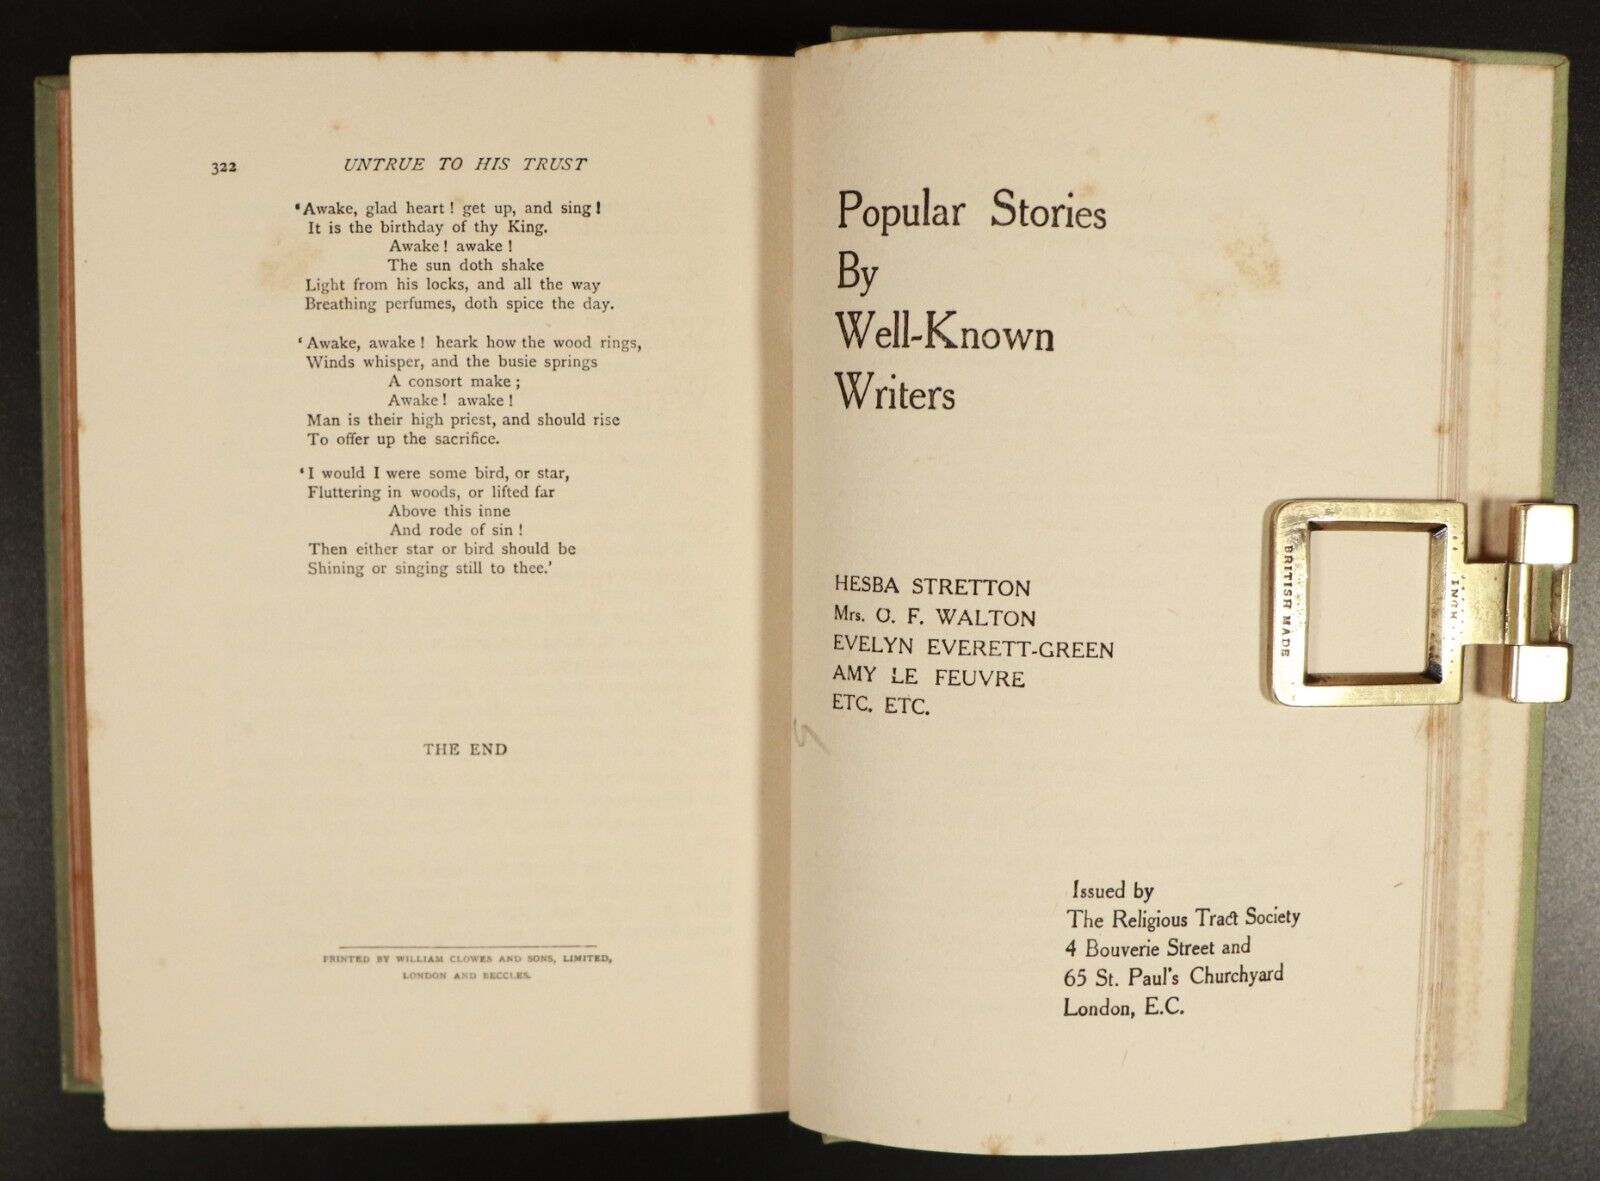 322 UNTRUE TO HIS TRUST
'Awake, glad heart! get up, and sing!
It is the birthday of thy King.
Awake! awake!
The sun doth shake
Light from his locks, and all the way
Breathing perfumes, doth spice the day.
'Awake, awake! heark how the wood rings,
Winds whisper, and the busie springs
A consort make;
Awake! awake!
Man is their high priest, and should rise
To offer up the sacrifice.
'I would I were some bird, or star,
Fluttering in woods, or lifted far
Above this inne
And rode of sin!
Then either star or bird should be
Shining or singing still to thee.'
THE END
PRINTED BY WILLIAM CLOWES AND SONS, LIMITED,
LONDON AND BECCLES.
Popular Stories
By
Well-Known
Writers
HESBA STRETTON
Mrs. O. F. WALTON
EVELYN EVERETT-GREEN
AMY LE FEUVRE
ETC. ETC.
Issued by
The Religious Tract Society
4 Bouverie Street and
65 St. Paul's Churchyard
London, E.C.
BRITISH MADE
INCH